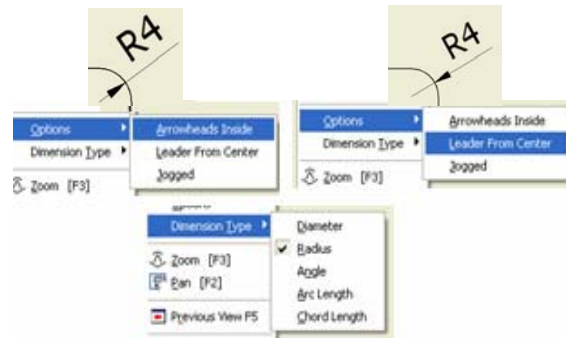 R4
Options
Arrowheads Inside
Dimension Type
Leader From Center
Jogged
Zoom [F3]
R4
Options
Arrowheads Inside
Dimension Type
Leader From Center
Jogged
Zoom [F3]
Dimension Type
Diameter
Radius
Zoom [F3]
Angle
Pan [F2]
Arc Length
Previous View F5
Chord Length